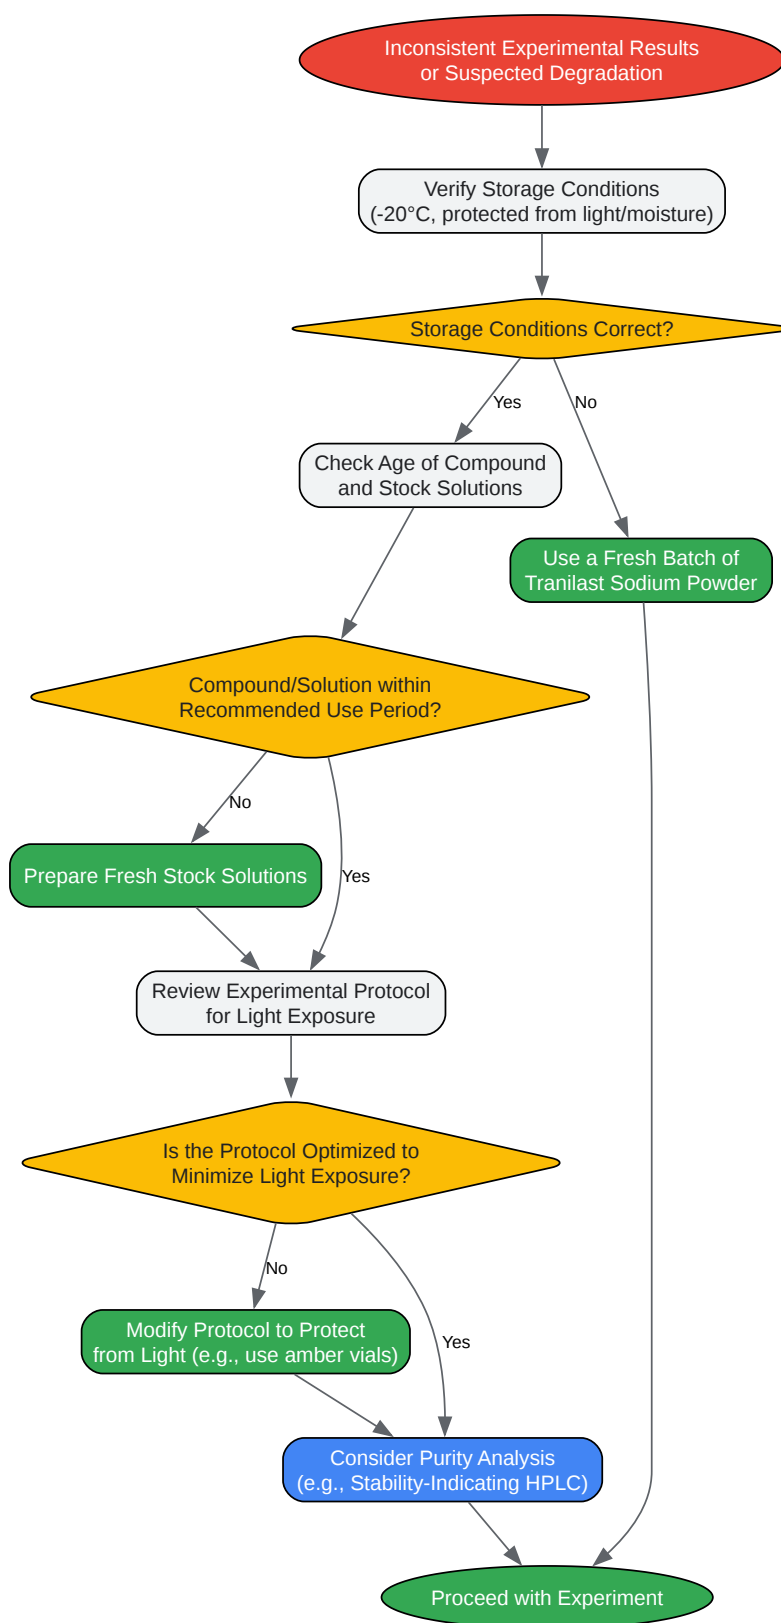 Inconsistent Experimental Results
or Suspected Degradation
Verify Storage Conditions
(-20°C, protected from light/moisture)
Storage Conditions Correct?
Yes
No
Check Age of Compound
and Stock Solutions
Use a Fresh Batch of
Tranilast Sodium Powder
Compound/Solution within
Recommended Use Period?
No
Yes
Prepare Fresh Stock Solutions
Review Experimental Protocol
for Light Exposure
Is the Protocol Optimized to
Minimize Light Exposure?
No
Yes
Modify Protocol to Protect
from Light (e.g., use amber vials)
Consider Purity Analysis
(e.g., Stability-Indicating HPLC)
Proceed with Experiment